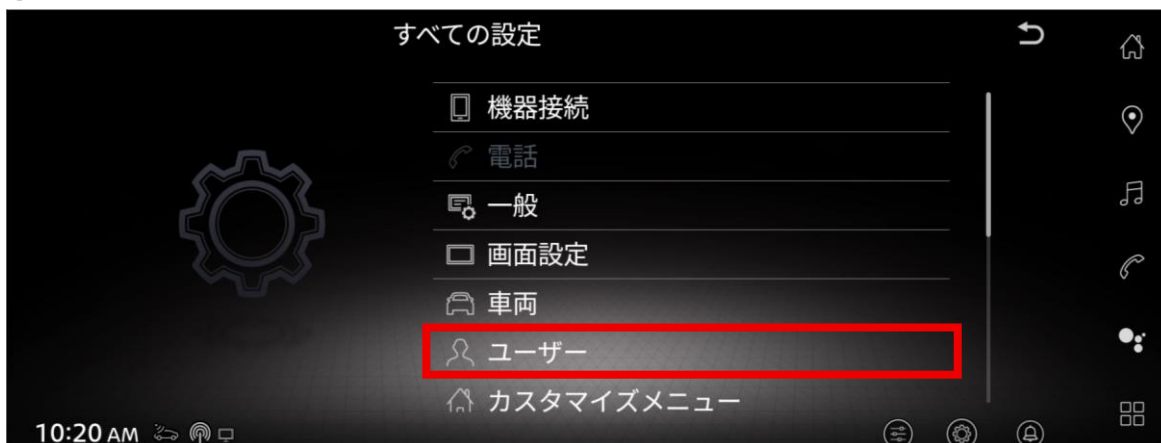 すべての設定
機器接続
電話
一般
画面設定
車両
ユーザー
カスタマイズメニュー
10:20 AM